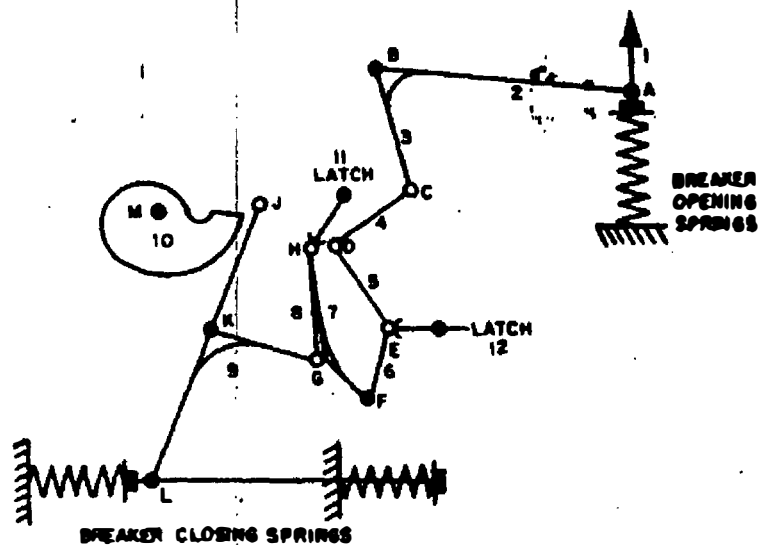 B
1
A
2
3
11
LATCH
C
BREAKER
OPENING
SPRINGS
M
10
J
4
H
D
5
K
8
7
E
LATCH
12
9
G
6
F
L
BREAKER CLOSING SPRINGS